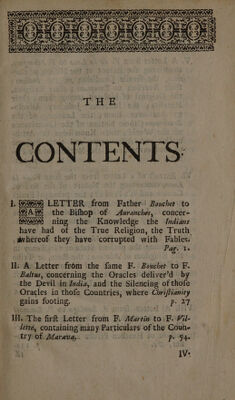 THE
CONTENTS.
I. A LETTER from Father Bouchet to
the Bishop of Auranches, concer-
ning the Knowledge the Indians
have had of the True Religion, the Truth
whereof they have corrupted with Fables.
Pag. 1.
II. A Letter from the same F. Bouchet to F.
Baltus, concerning the Oracles deliver'd by
the Devil in India, and the Silencing of those
Oracles in those Countries, where Christianity
gains footing. p. 27
III. The first Letter from F. Martin to F. Vil-
lette, containing many Particulars of the Coun-
try of Marava. p. 54.
IV.